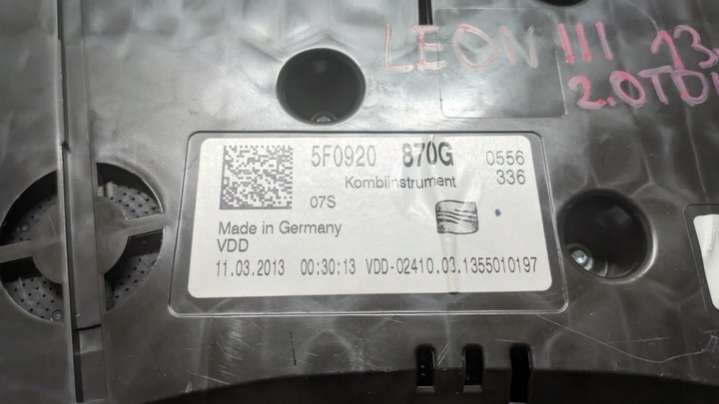 LEON III 13
2.0TDI
5F0920 870G 0556
Kombiinstrument 336
07S
Made in Germany
VDD
11.03.2013 00:30:13 VDD-02410.03.1355010197